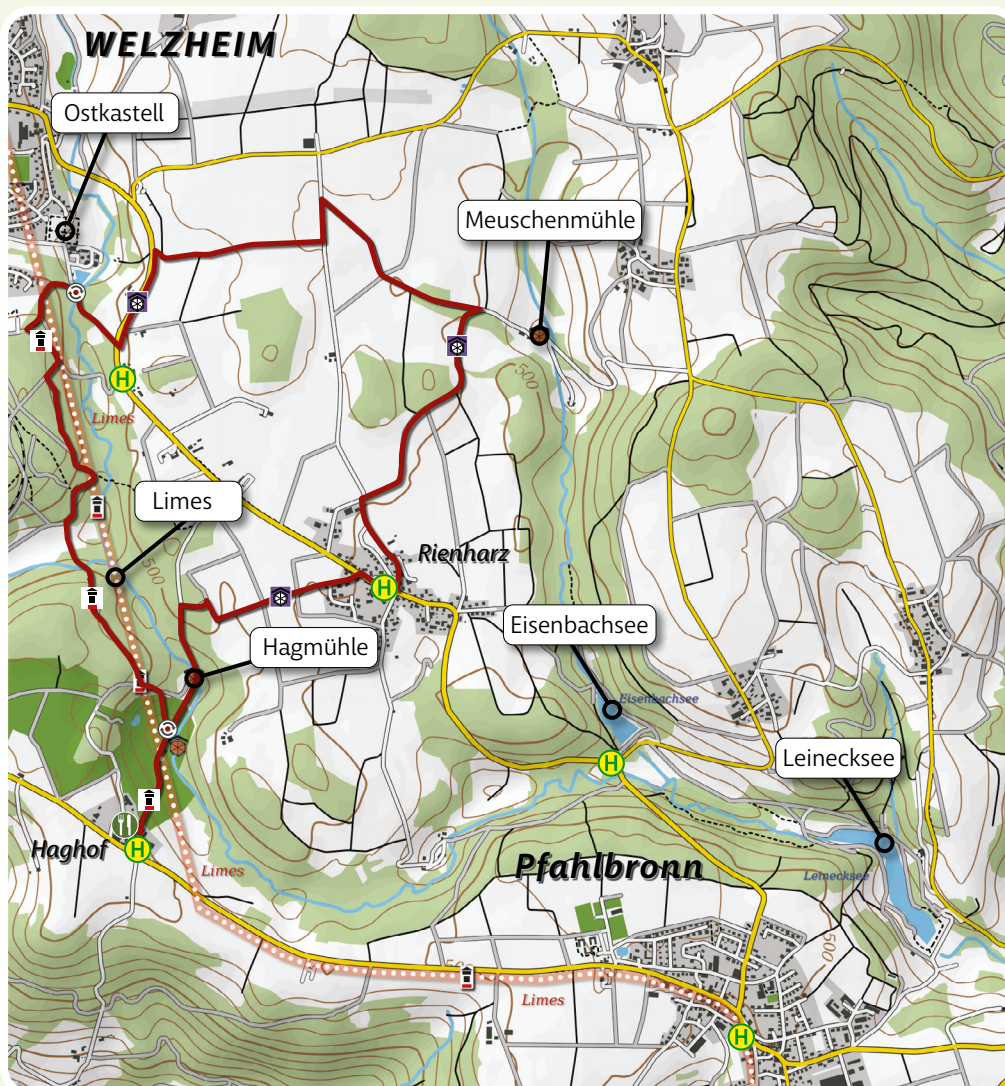 WELZHEIM
Ostkastell
Meuschenmühle
Limes
500
H
Limes
500
Rienharz
H
Eisenbachsee
Hagmühle
Eisenbachsee
H
Leinecksee
Haghof
H
Limes
Pfahlbronn
Leinecksee
500
Limes
H